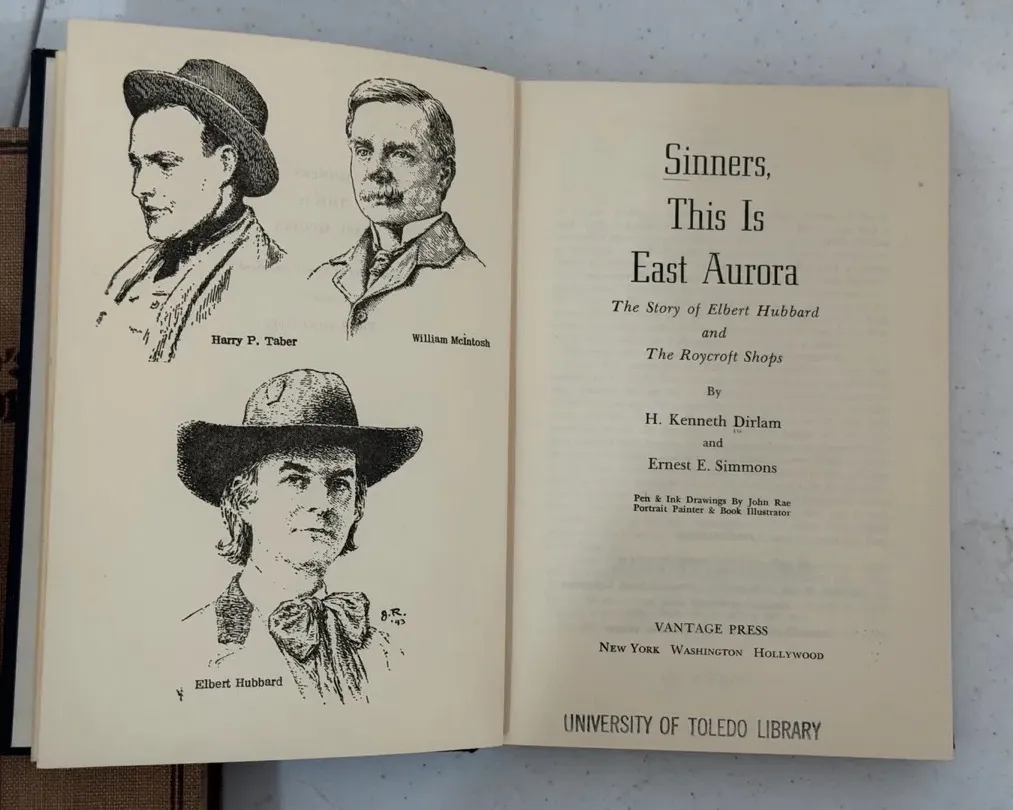 Harry P. Taber
William McIntosh
J.R.
'43
Elbert Hubbard
Sinners,
This Is
East Aurora
The Story of Elbert Hubbard
and
The Roycroft Shops
By
H. Kenneth Dirlam
and
Ernest E. Simmons
Pen & Ink Drawings By John Rae
Portrait Painter & Book Illustrator
VANTAGE PRESS
New York Washington Hollywood
UNIVERSITY OF TOLEDO LIBRARY